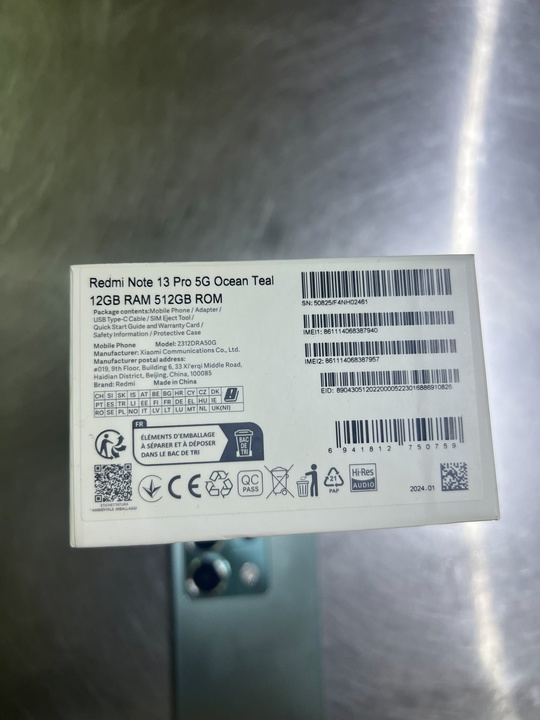 Redmi Note 13 Pro 5G Ocean Teal
12GB RAM 512GB ROM
Package contents:Mobile Phone / Adapter /
USB Type-C Cable / SIM Eject Tool /
Quick Start Guide and Warranty Card /
Safety Information / Protective Case
Mobile Phone Model: 2312DRA50G
Manufacturer: Xiaomi Communications Co., Ltd.
Manufacturer postal address:
#019, 9th Floor, Building 6, 33 Xi'erqi Middle Road,
Haidian District, Beijing, China, 100085
Brand: Redmi Made in China
CH SI SK IS AT BE BG HR CY CZ DK
PT ES TR LI EE FI FR DE EL HU IE
RO SE PL NO IT LV LT LU MT NL UK(NI)
SN: 50825/F4NH02461
IMEI1: 861114068387940
IMEI2: 861114068387957
EID: 89043051202200005223016886910826
6 941812 750759
FR
ÉLÉMENTS D'EMBALLAGE
À SÉPARER ET À DÉPOSER
DANS LE BAC DE TRI
BAC
DE
TRI
CE
QC
PASS
21
PAP
Hi-Res
AUDIO
2024.01